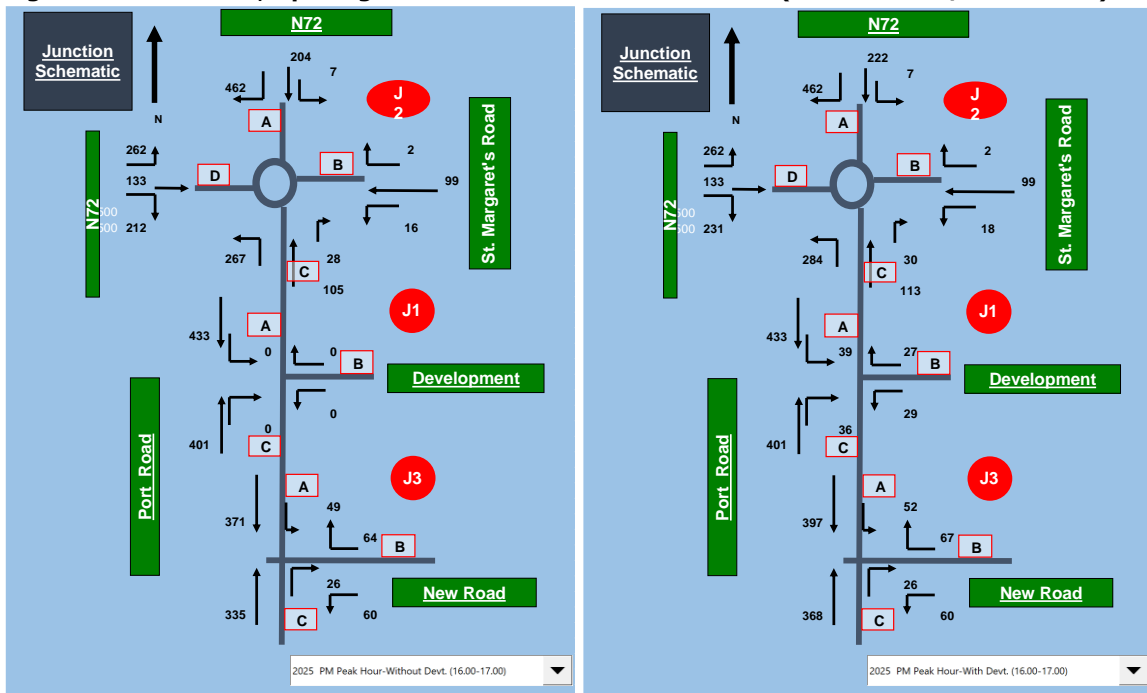 N72
Junction
Schematic
N
204
7
462
J
2
A
262
133
212
N72
D
B
2
99
16
St. Margaret's Road
267
28
C
105
J1
A
433
0
0
B
Development
0
0
401
C
Port Road
J3
A
371
49
64
B
26
New Road
335
60
C
2025 PM Peak Hour-Without Devt. (16.00-17.00)
N72
Junction
Schematic
N
222
7
462
J
2
A
262
133
231
N72
D
B
2
99
18
St. Margaret's Road
284
30
C
113
J1
A
433
39
27
B
Development
29
36
401
C
Port Road
J3
A
397
52
67
B
26
New Road
368
60
C
2025 PM Peak Hour-With Devt. (16.00-17.00)